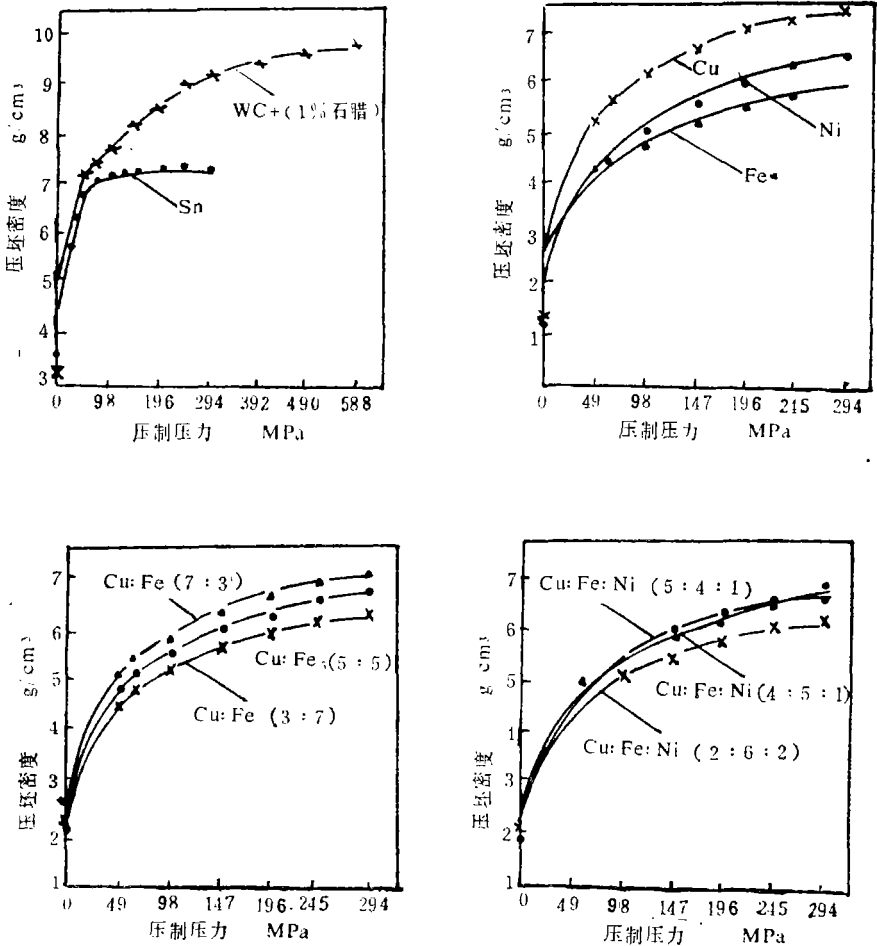 10
9
8
7
6
5
4
3
g/cm³
压坯密度
WC+(1%石腊)
Sn
0 98 196 294 392 490 588
压制压力 MPa
7
6
5
4
3
2
1
g/cm³
压坯密度
Cu
Ni
Fe
0 49 98 147 196 215 294
压制压力 MPa
7
6
5
4
3
2
1
g/cm³
压坯密度
Cu:Fe (7:3)
Cu:Fe (5:5)
Cu:Fe (3:7)
0 49 98 147 196 245 294
压制压力 MPa
7
6
5
1
3
2
1
g cm³
压坯密度
Cu:Fe:Ni (5:4:1)
Cu:Fe:Ni(4:5:1)
Cu:Fe:Ni (2:6:2)
0 49 98 147 196 245 294
压制压力 MPa